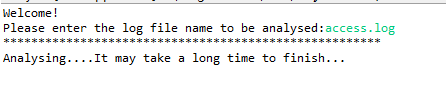 Welcome!
Please enter the log file name to be analysed:access.log
******************************************************
Analysing....It may take a long time to finish...